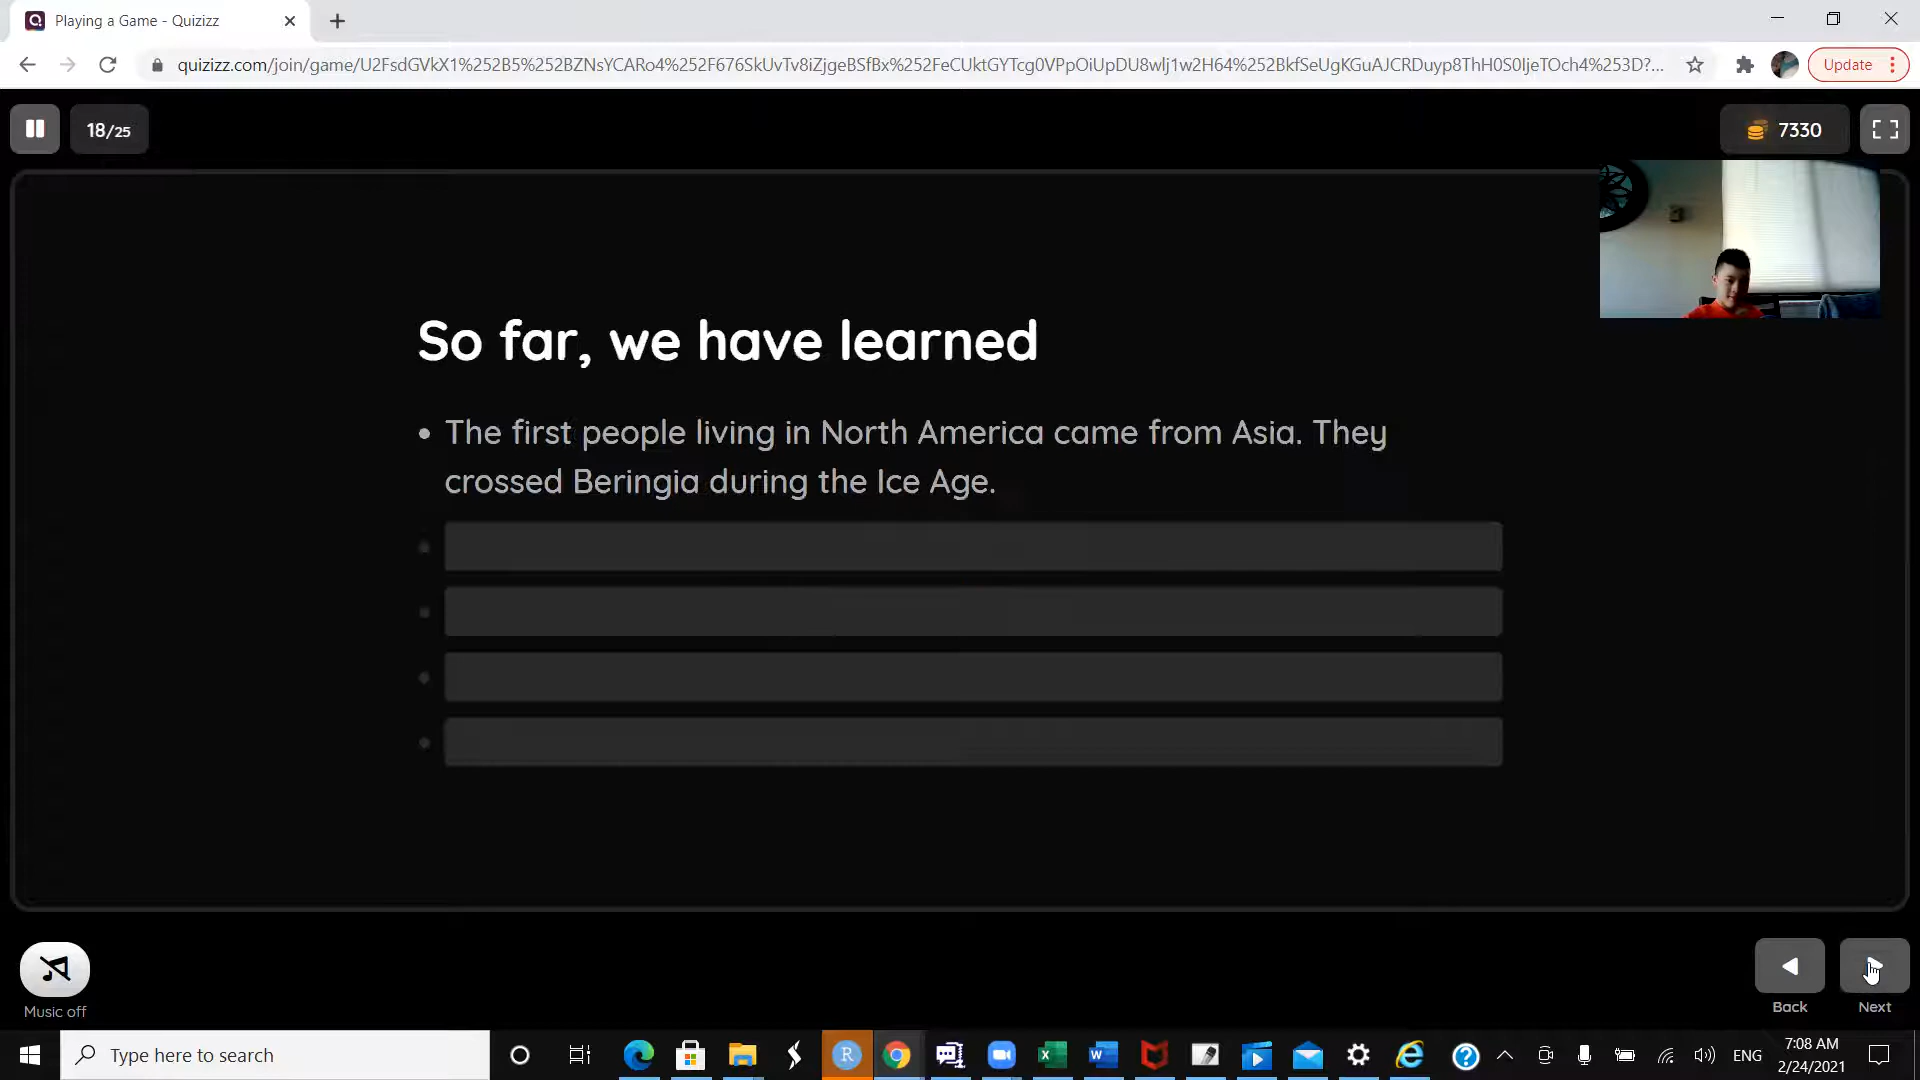 Playing a Game - Quizizz
quizizz.com/join/game/U2FsdGVkX1%252B5%252BZNsYCARo4%252F676SkUvTv8iZjgeBSfBx%252FeCUktGYTcg0VPpOiUpDU8wlj1w2H64%252BkfSeUgKGuAJCRDuyp8ThH0S0IjeTOch4%253D?...
Update
18/25
7330
So far, we have learned
• The first people living in North America came from Asia. They
crossed Beringia during the Ice Age.
Music off
Back
Next
Type here to search
ENG
7:08 AM
2/24/2021